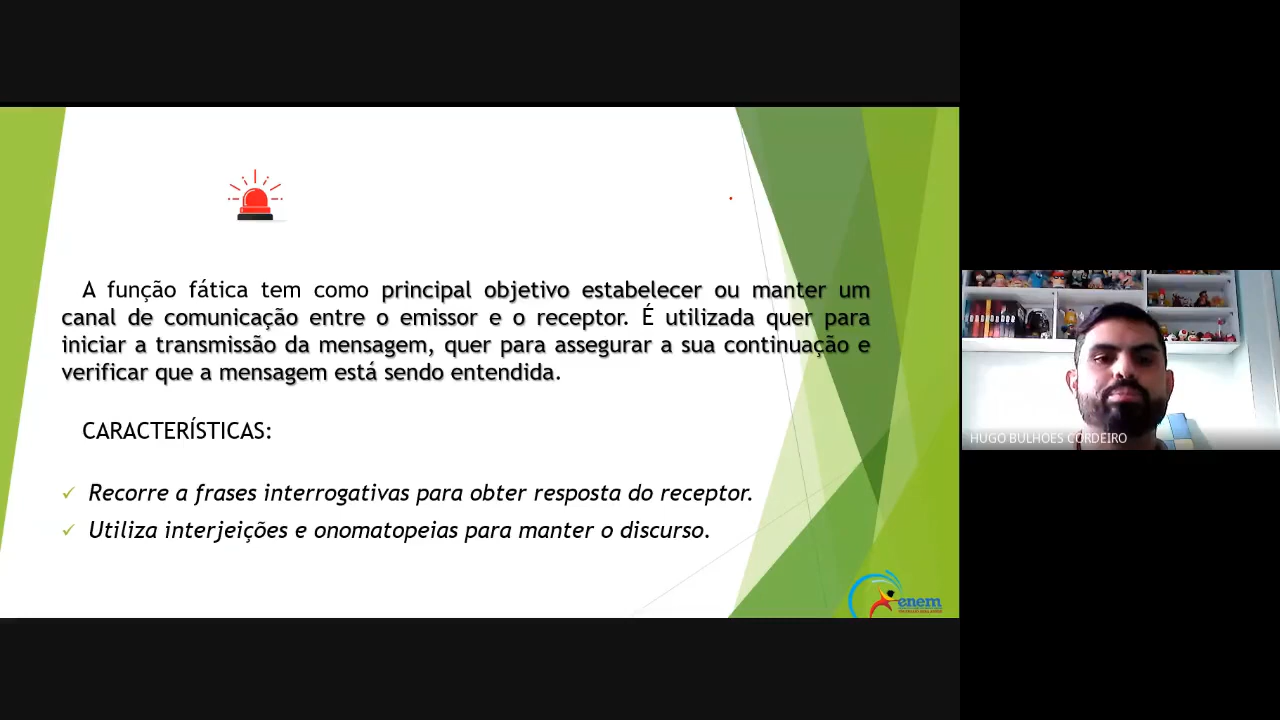 A função fática tem como principal objetivo estabelecer ou manter um
canal de comunicação entre o emissor e o receptor. É utilizada quer para
iniciar a transmissão da mensagem, quer para assegurar a sua continuação e
verificar que a mensagem está sendo entendida.
CARACTERÍSTICAS:
Recorre a frases interrogativas para obter resposta do receptor.
Utiliza interjeições e onomatopeias para manter o discurso.
enem
HUGO BULHOES CORDEIRO